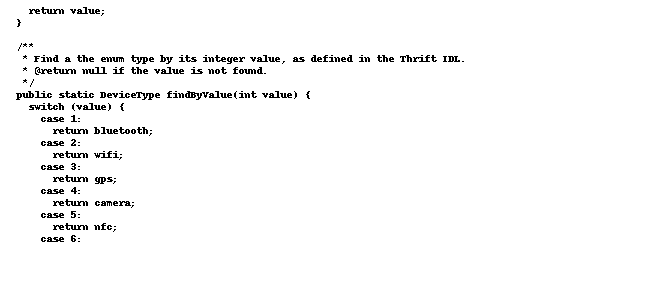 return value;
  }

  /**
   * Find a the enum type by its integer value, as defined in the Thrift IDL.
   * @return null if the value is not found.
   */
  public static DeviceType findByValue(int value) {
    switch (value) {
      case 1:
        return bluetooth;
      case 2:
        return wifi;
      case 3:
        return gps;
      case 4:
        return camera;
      case 5:
        return nfc;
      case 6: